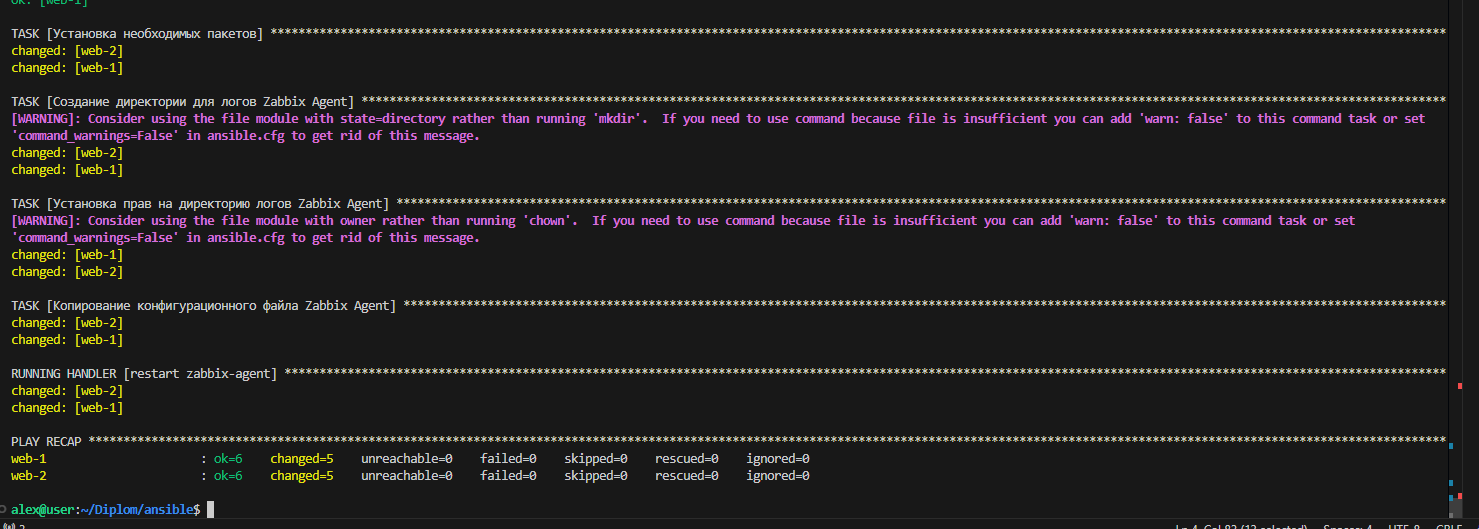 ok: [web-1]
TASK [Установка необходимых пакетов] ************************************************************************************************************************************************************************
changed: [web-2]
changed: [web-1]
TASK [Создание директории для логов Zabbix Agent] ***********************************************************************************************************************************************************
[WARNING]: Consider using the file module with state=directory rather than running 'mkdir'.  If you need to use command because file is insufficient you can add 'warn: false' to this command task or set
'command_warnings=False' in ansible.cfg to get rid of this message.
changed: [web-2]
changed: [web-1]
TASK [Установка прав на директорию логов Zabbix Agent] ******************************************************************************************************************************************************
[WARNING]: Consider using the file module with owner rather than running 'chown'.  If you need to use command because file is insufficient you can add 'warn: false' to this command task or set
'command_warnings=False' in ansible.cfg to get rid of this message.
changed: [web-1]
changed: [web-2]
TASK [Копирование конфигурационного файла Zabbix Agent] *****************************************************************************************************************************************************
changed: [web-2]
changed: [web-1]
RUNNING HANDLER [restart zabbix-agent] **********************************************************************************************************************************************************************
changed: [web-2]
changed: [web-1]
PLAY RECAP **************************************************************************************************************************************************************************************************
web-1                      : ok=6    changed=5    unreachable=0    failed=0    skipped=0    rescued=0    ignored=0
web-2                      : ok=6    changed=5    unreachable=0    failed=0    skipped=0    rescued=0    ignored=0
alex@user:~/Diplom/ansible$